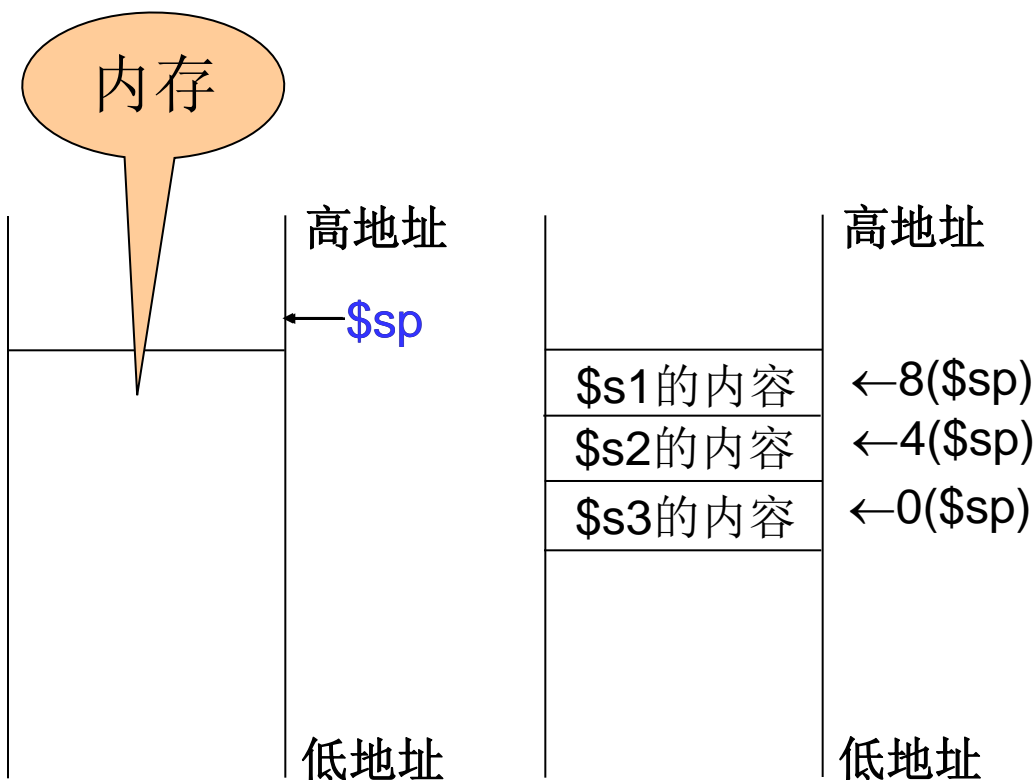 内存
高地址
$sp
低地址
高地址
$s1的内容 ←8($sp)
$s2的内容 ←4($sp)
$s3的内容 ←0($sp)
低地址